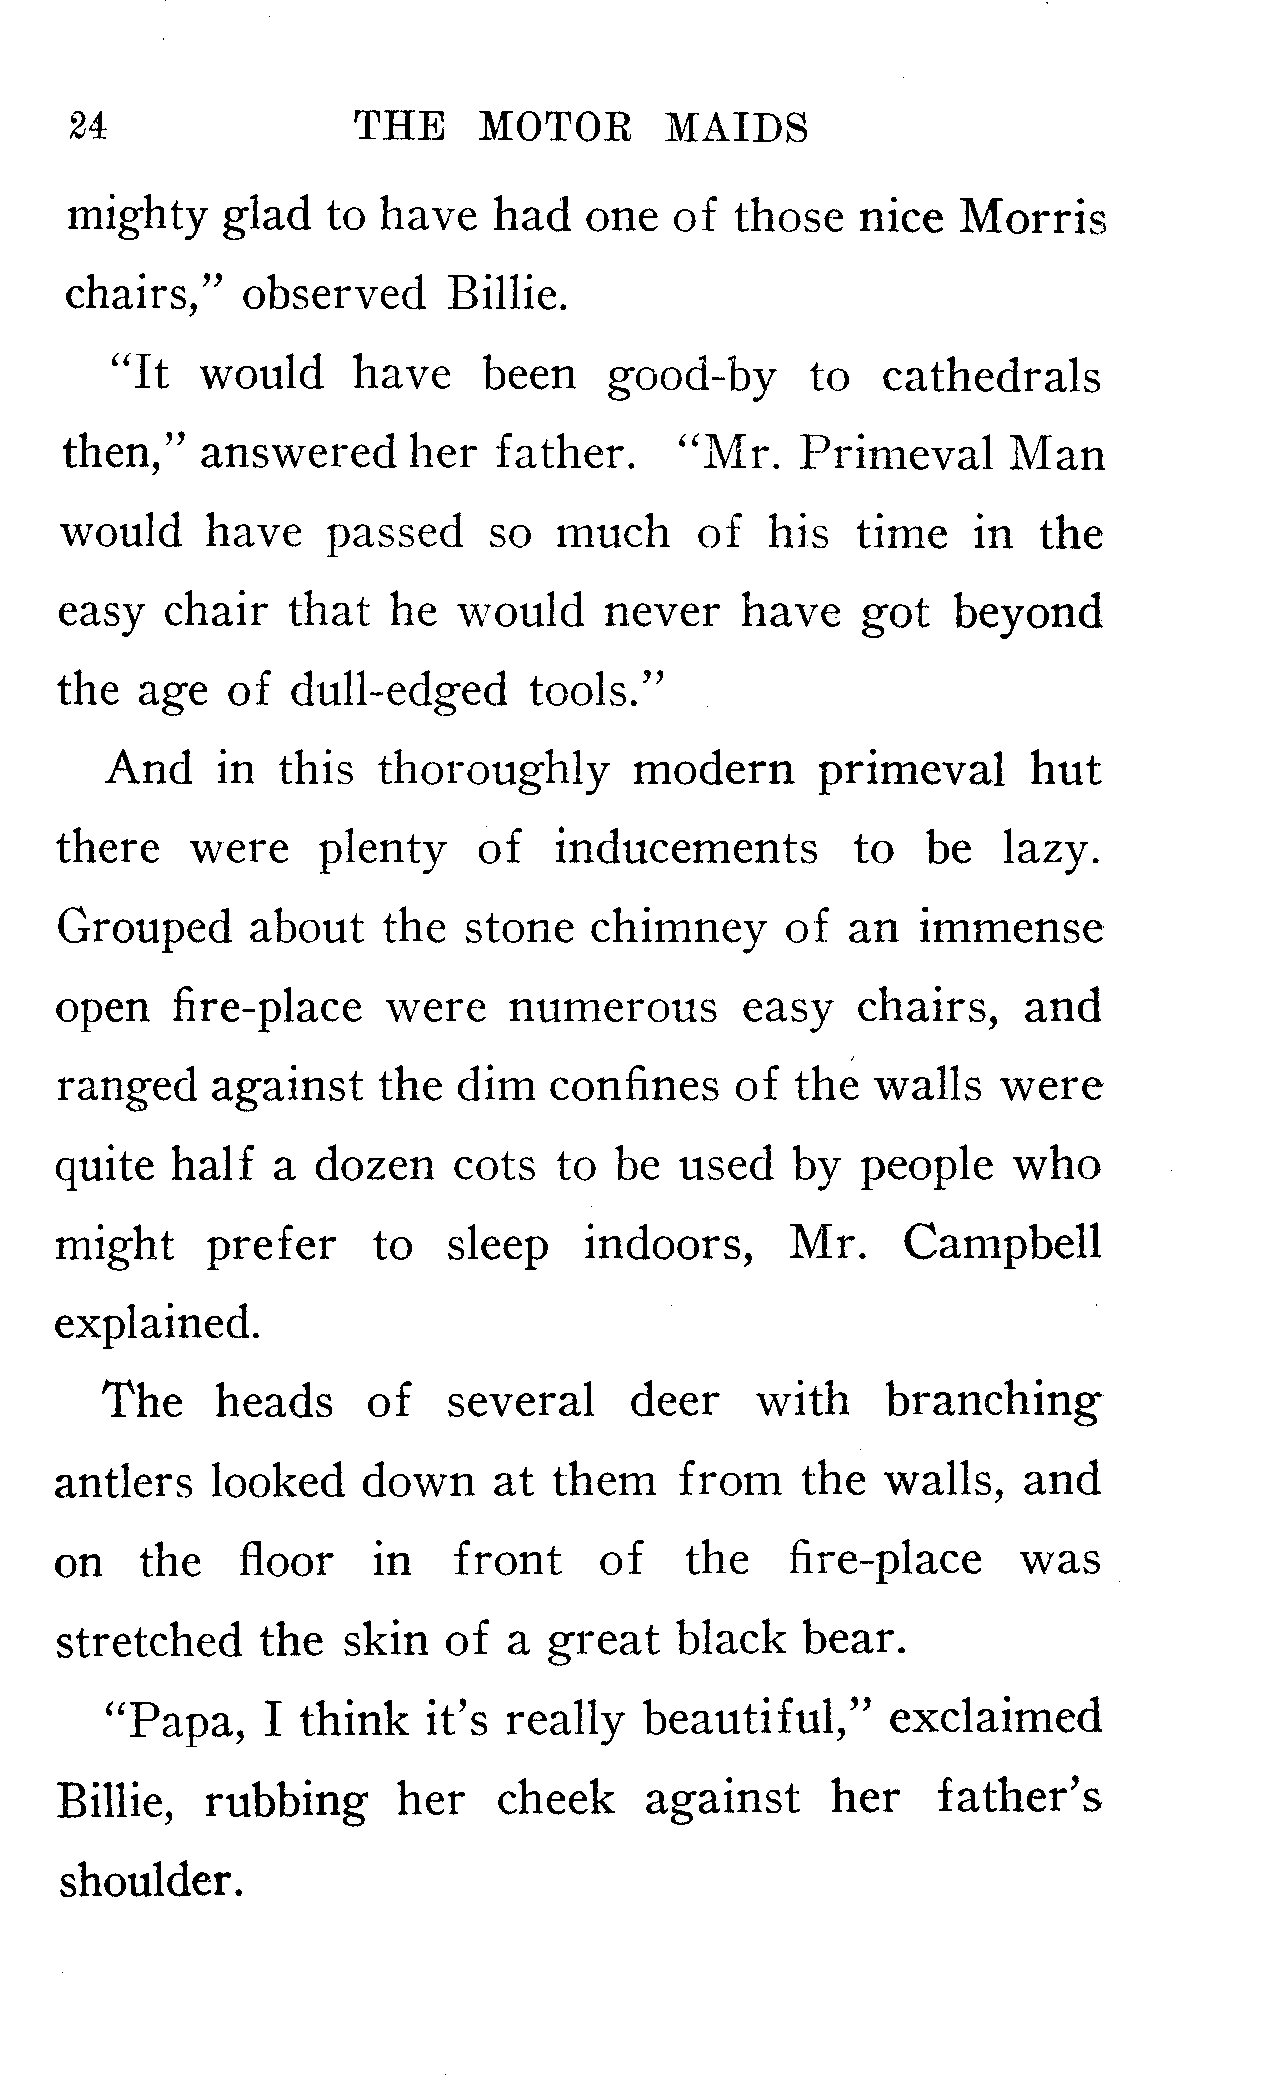 24 THE MOTOR MAIDS
mighty glad to have had one of those nice Morris
chairs,” observed Billie.
“It would have been good-by to cathedrals
then,” answered her father. “Mr. Primeval Man
would have passed so much of his time in the
easy chair that he would never have got beyond
the age of dull-edged tools.”
And in this thoroughly modern primeval hut
there were plenty of inducements to be lazy.
Grouped about the stone chimney of an immense
open fire-place were numerous easy chairs, and
ranged against the dim confines of the walls were
quite half a dozen cots to be used by people who
might prefer to sleep indoors, Mr. Campbell
explained.
The heads of several deer with branching
antlers looked down at them from the walls, and
on the floor in front of the fire-place was
stretched the skin of a great black bear.
“Papa, I think it’s really beautiful,” exclaimed
Billie, rubbing her cheek against her father’s
shoulder.